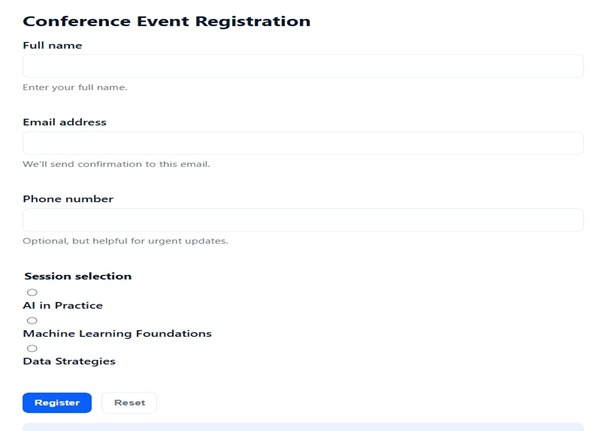 Conference Event Registration
Full name
Enter your full name.
Email address
We'll send confirmation to this email.
Phone number
Optional, but helpful for urgent updates.
Session selection
AI in Practice
Machine Learning Foundations
Data Strategies
Register Reset